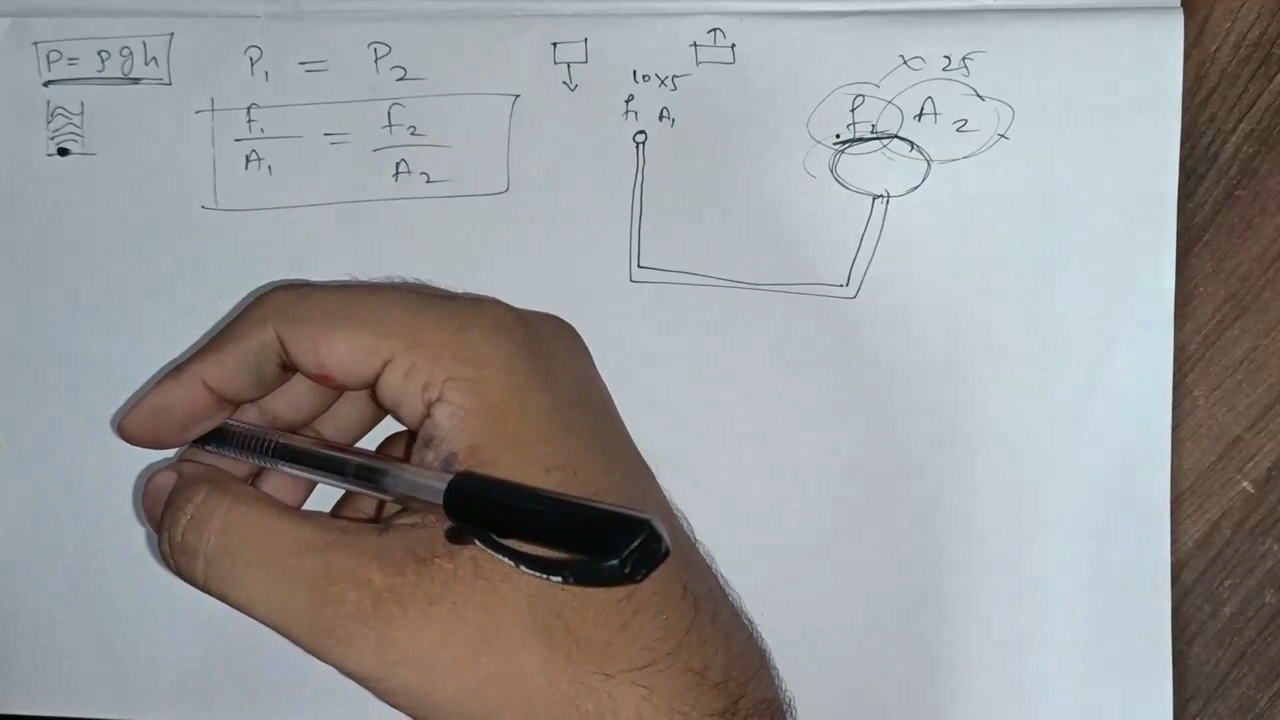 P = ρgh
P₁ = P₂
f₁/A₁ = f₂/A₂
10×5
f₁ A₁
× 25
f₂ A₂